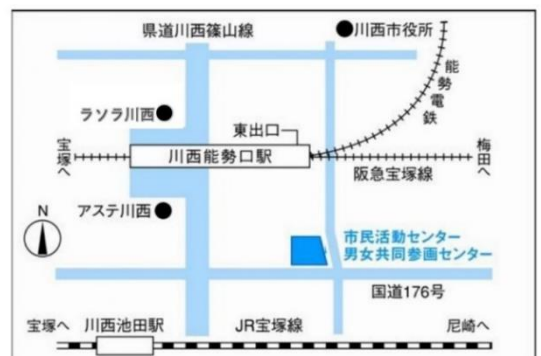 県道川西篠山線
川西市役所
能勢電鉄
ラソラ川西
東出口
宝塚へ
川西能勢口駅
梅田へ
阪急宝塚線
アステ川西
N
市民活動センター
男女共同参画センター
国道176号
宝塚へ
川西池田駅
JR宝塚線
尼崎へ